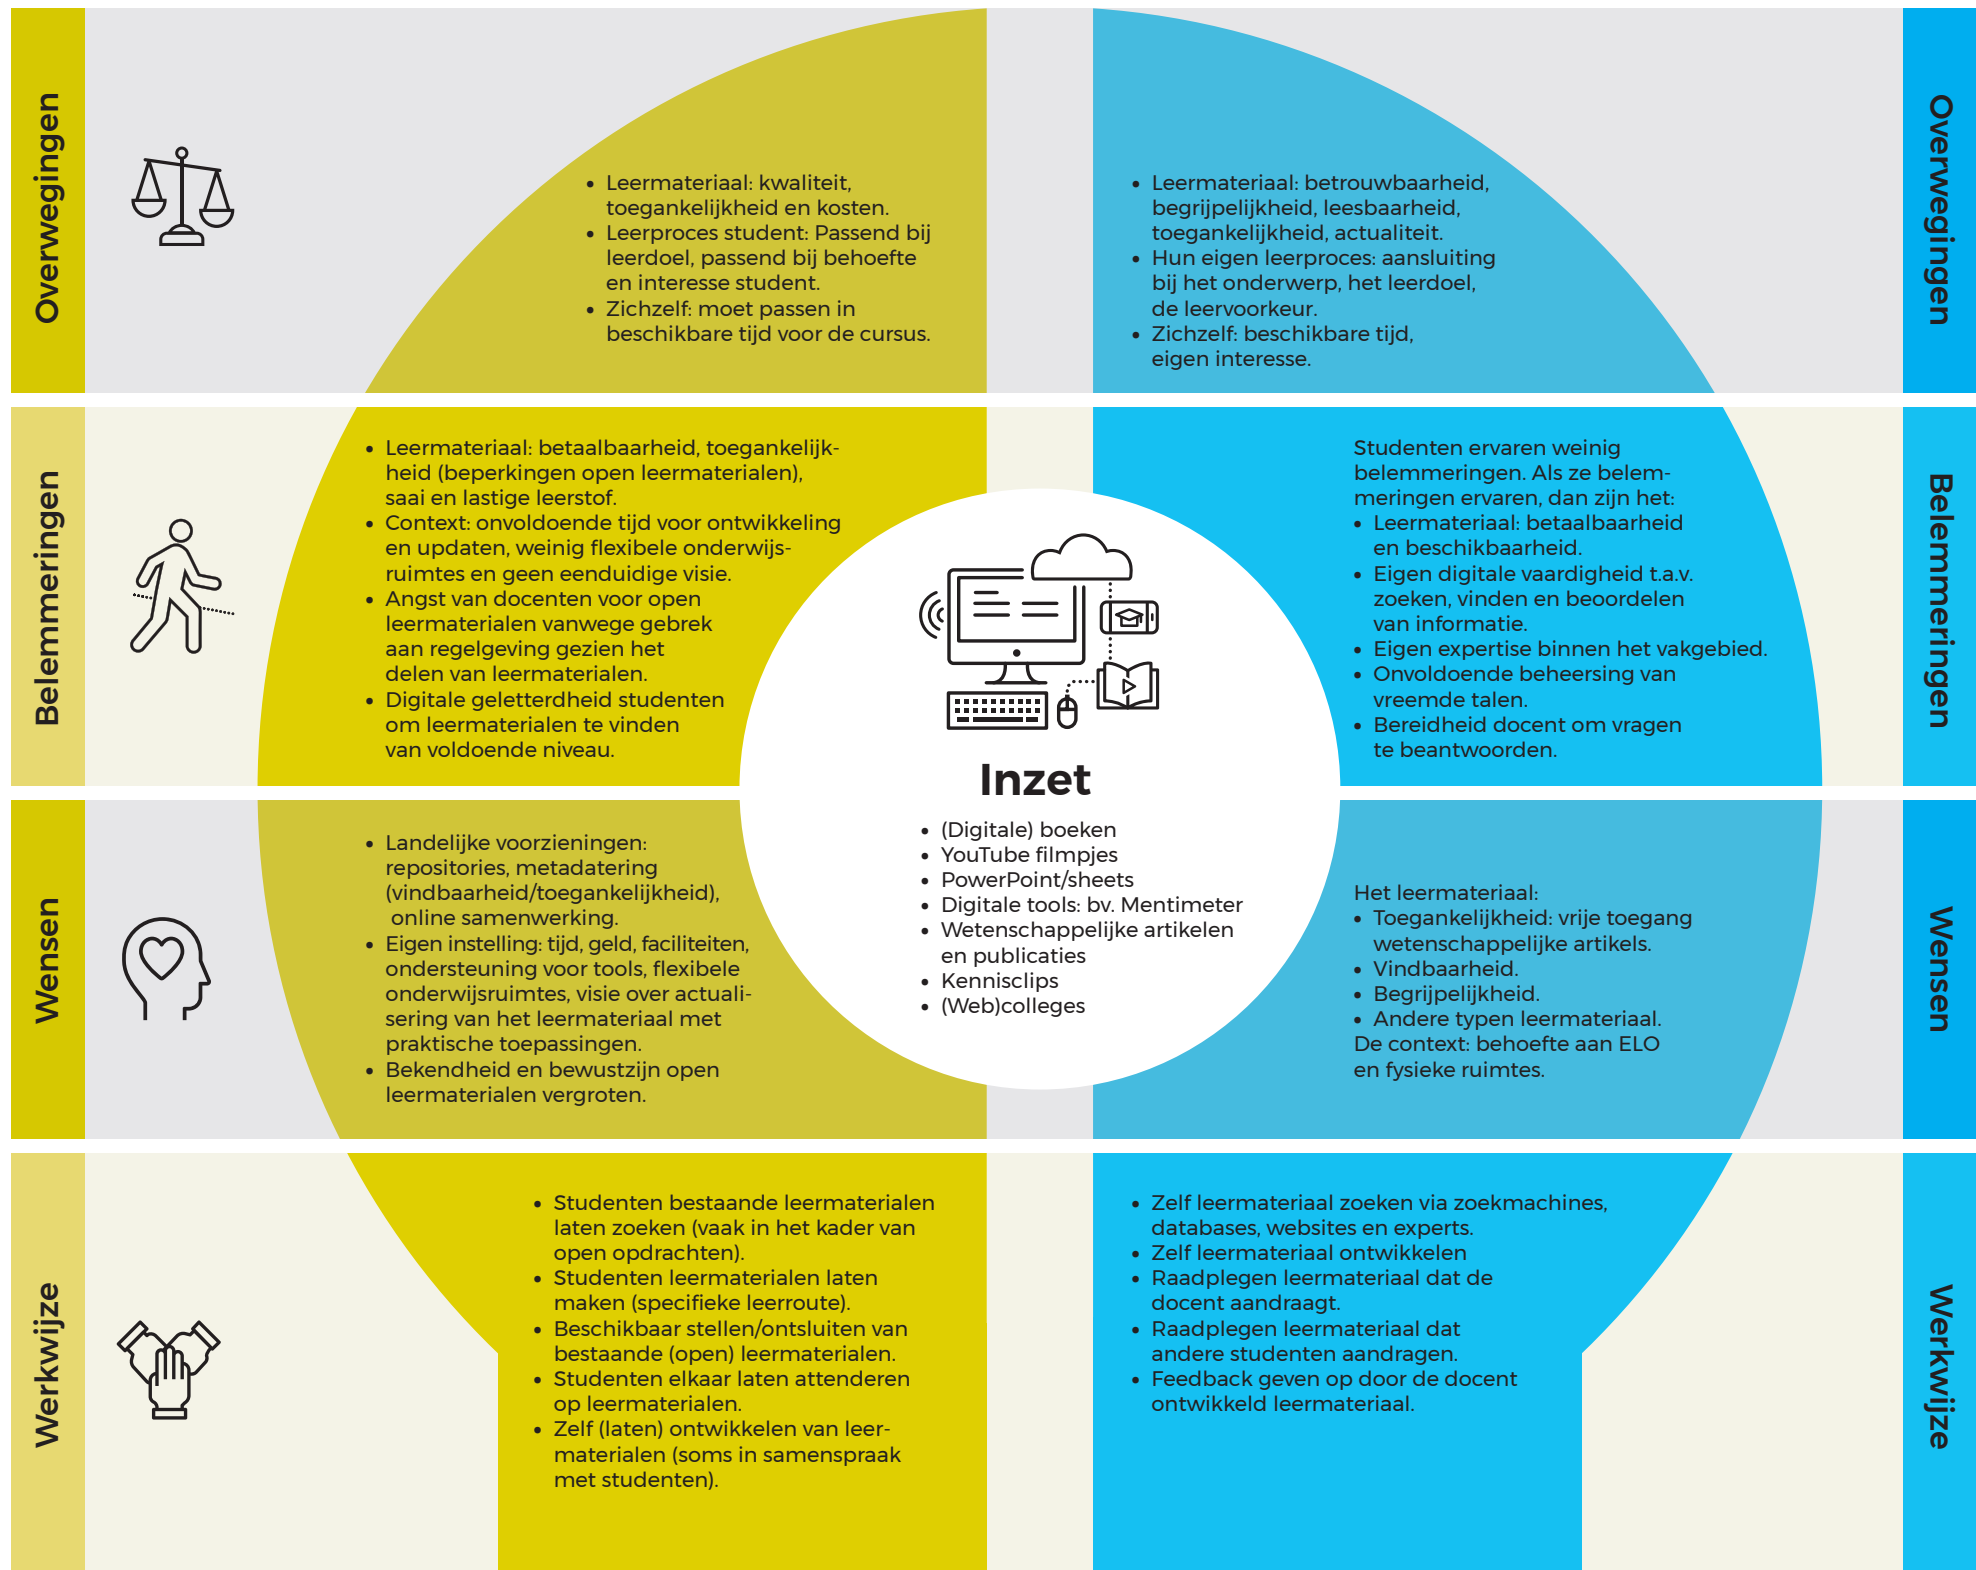 Overwegingen
• Leermateriaal: kwaliteit,
toegankelijkheid en kosten.
• Leerproces student: Passend bij
leerdoel, passend bij behoefte
en interesse student.
• Zichzelf: moet passen in
beschikbare tijd voor de cursus.
• Leermateriaal: betrouwbaarheid,
begrijpelijkheid, leesbaarheid,
toegankelijkheid, actualiteit.
• Hun eigen leerproces: aansluiting
bij het onderwerp, het leerdoel,
de leervoorkeur.
• Zichzelf: beschikbare tijd,
eigen interesse.
Overwegingen
Belemmeringen
• Leermateriaal: betaalbaarheid, toegankelijk-
heid (beperkingen open leermaterialen),
saai en lastige leerstof.
• Context: onvoldoende tijd voor ontwikkeling
en updaten, weinig flexibele onderwijs-
ruimtes en geen eenduidige visie.
• Angst van docenten voor open
leermaterialen vanwege gebrek
aan regelgeving gezien het
delen van leermaterialen.
• Digitale geletterdheid studenten
om leermaterialen te vinden
van voldoende niveau.
Studenten ervaren weinig
belemmeringen. Als ze belem-
meringen ervaren, dan zijn het:
• Leermateriaal: betaalbaarheid
en beschikbaarheid.
• Eigen digitale vaardigheid t.a.v.
zoeken, vinden en beoordelen
van informatie.
• Eigen expertise binnen het vakgebied.
• Onvoldoende beheersing van
vreemde talen.
• Bereidheid docent om vragen
te beantwoorden.
Belemmeringen
Inzet
• (Digitale) boeken
• YouTube filmpjes
• PowerPoint/sheets
• Digitale tools: bv. Mentimeter
• Wetenschappelijke artikelen
en publicaties
• Kennisclips
• (Web)colleges
Wensen
• Landelijke voorzieningen:
repositories, metadatering
(vindbaarheid/toegankelijkheid),
online samenwerking.
• Eigen instelling: tijd, geld, faciliteiten,
ondersteuning voor tools, flexibele
onderwijsruimtes, visie over actuali-
sering van het leermateriaal met
praktische toepassingen.
• Bekendheid en bewustzijn open
leermaterialen vergroten.
Het leermateriaal:
• Toegankelijkheid: vrije toegang
wetenschappelijke artikels.
• Vindbaarheid.
• Begrijpelijkheid.
• Andere typen leermateriaal.
De context: behoefte aan ELO
en fysieke ruimtes.
Wensen
Werkwijze
• Studenten bestaande leermaterialen
laten zoeken (vaak in het kader van
open opdrachten).
• Studenten leermaterialen laten
maken (specifieke leerroute).
• Beschikbaar stellen/ontsluiten van
bestaande (open) leermaterialen.
• Studenten elkaar laten attenderen
op leermaterialen.
• Zelf (laten) ontwikkelen van leer-
materialen (soms in samenspraak
met studenten).
• Zelf leermateriaal zoeken via zoekmachines,
databases, websites en experts.
• Zelf leermateriaal ontwikkelen
• Raadplegen leermateriaal dat de
docent aandraagt.
• Raadplegen leermateriaal dat
andere studenten aandragen.
• Feedback geven op door de docent
ontwikkeld leermateriaal.
Werkwijze